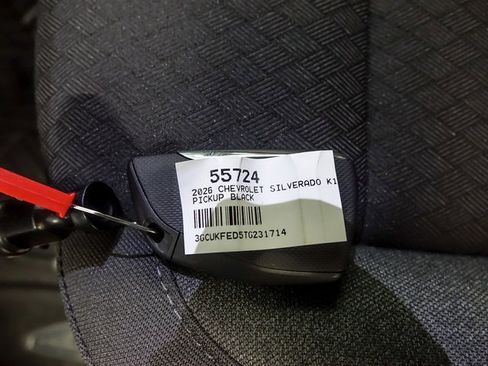 55724
2026 CHEVROLET SILVERADO K1
PICKUP BLACK
3GCUKFED5TG231714